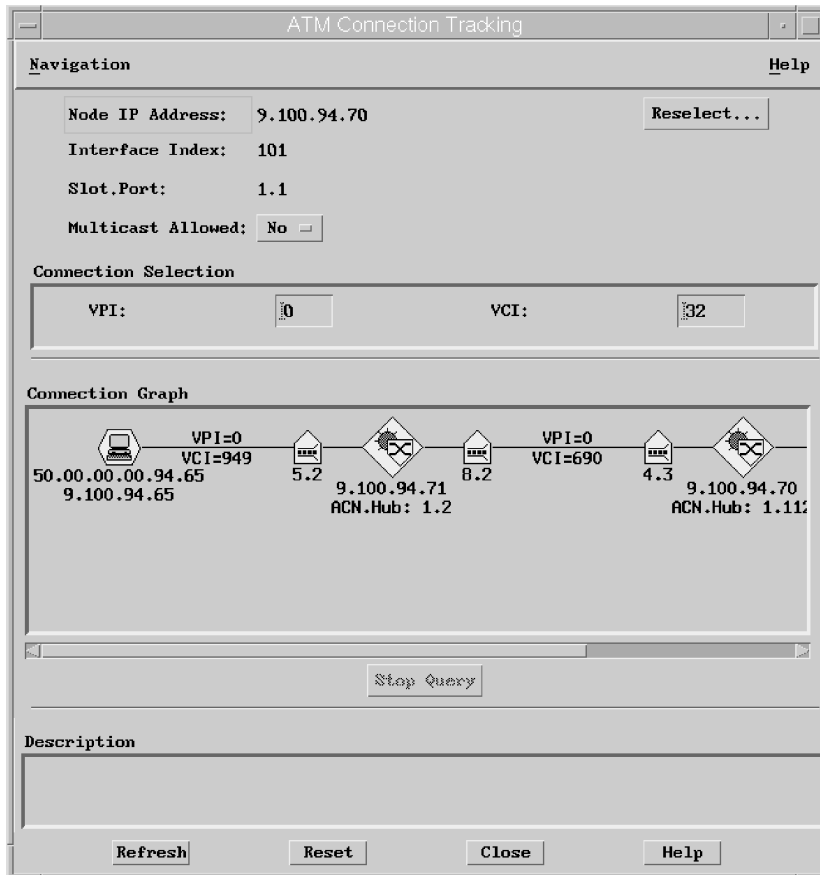 ATM Connection Tracking
Navigation Help
Node IP Address: 9.100.94.70 Reselect...
Interface Index: 101
Slot.Port: 1.1
Multicast Allowed: No
Connection Selection
VPI: 0 VCI: 32
Connection Graph
VPI=0 VPI=0
VCI=949 VCI=690
50.00.00.00.94.65 5.2 8.2 4.3
9.100.94.65 9.100.94.71 9.100.94.70
ACN.Hub: 1.2 ACN.Hub: 1.112
Stop Query
Description
Refresh Reset Close Help